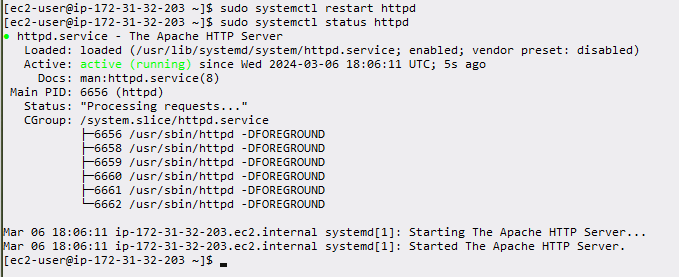 [ec2-user@ip-172-31-32-203 ~]$ sudo systemctl restart httpd
[ec2-user@ip-172-31-32-203 ~]$ sudo systemctl status httpd
● httpd.service - The Apache HTTP Server
   Loaded: loaded (/usr/lib/systemd/system/httpd.service; enabled; vendor preset: disabled)
   Active: active (running) since Wed 2024-03-06 18:06:11 UTC; 5s ago
     Docs: man:httpd.service(8)
 Main PID: 6656 (httpd)
   Status: "Processing requests..."
   CGroup: /system.slice/httpd.service
           ├─6656 /usr/sbin/httpd -DFOREGROUND
           ├─6658 /usr/sbin/httpd -DFOREGROUND
           ├─6659 /usr/sbin/httpd -DFOREGROUND
           ├─6660 /usr/sbin/httpd -DFOREGROUND
           ├─6661 /usr/sbin/httpd -DFOREGROUND
           └─6662 /usr/sbin/httpd -DFOREGROUND

Mar 06 18:06:11 ip-172-31-32-203.ec2.internal systemd[1]: Starting The Apache HTTP Server...
Mar 06 18:06:11 ip-172-31-32-203.ec2.internal systemd[1]: Started The Apache HTTP Server.
[ec2-user@ip-172-31-32-203 ~]$